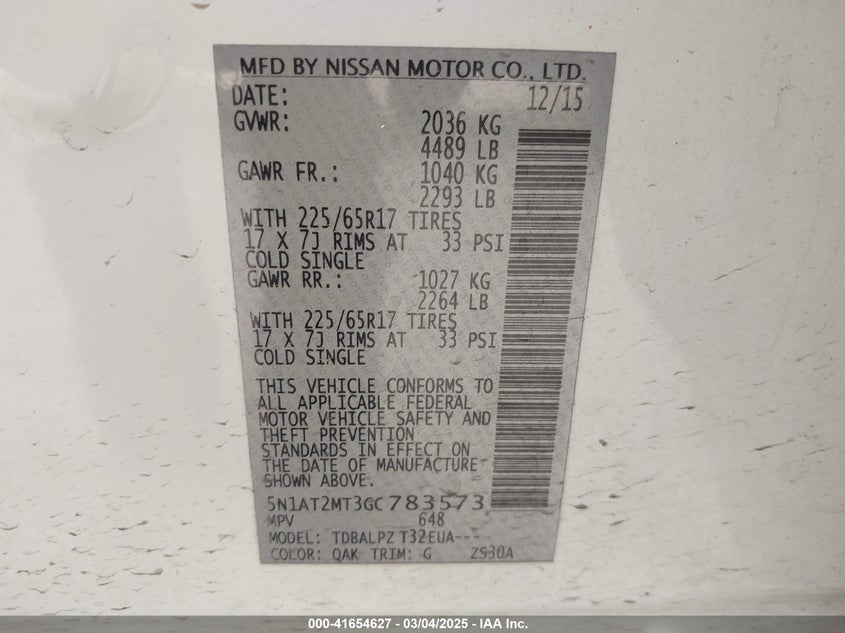 MFD BY NISSAN MOTOR CO., LTD.
DATE: 12/15
GVWR: 2036 KG
4489 LB
GAWR FR.: 1040 KG
2293 LB
WITH 225/65R17 TIRES
17 X 7J RIMS AT 33 PSI
COLD SINGLE
GAWR RR.: 1027 KG
2264 LB
WITH 225/65R17 TIRES
17 X 7J RIMS AT 33 PSI
COLD SINGLE
THIS VEHICLE CONFORMS TO
ALL APPLICABLE FEDERAL
MOTOR VEHICLE SAFETY AND
THEFT PREVENTION
STANDARDS IN EFFECT ON
THE DATE OF MANUFACTURE
SHOWN ABOVE.
5N1AT2MT3GC783573
MPV 648
MODEL: TDBALPZ T32EUA---
COLOR: QAK TRIM: G ZS30A
000-41654627 | 03/04/2025 - IAA Inc.